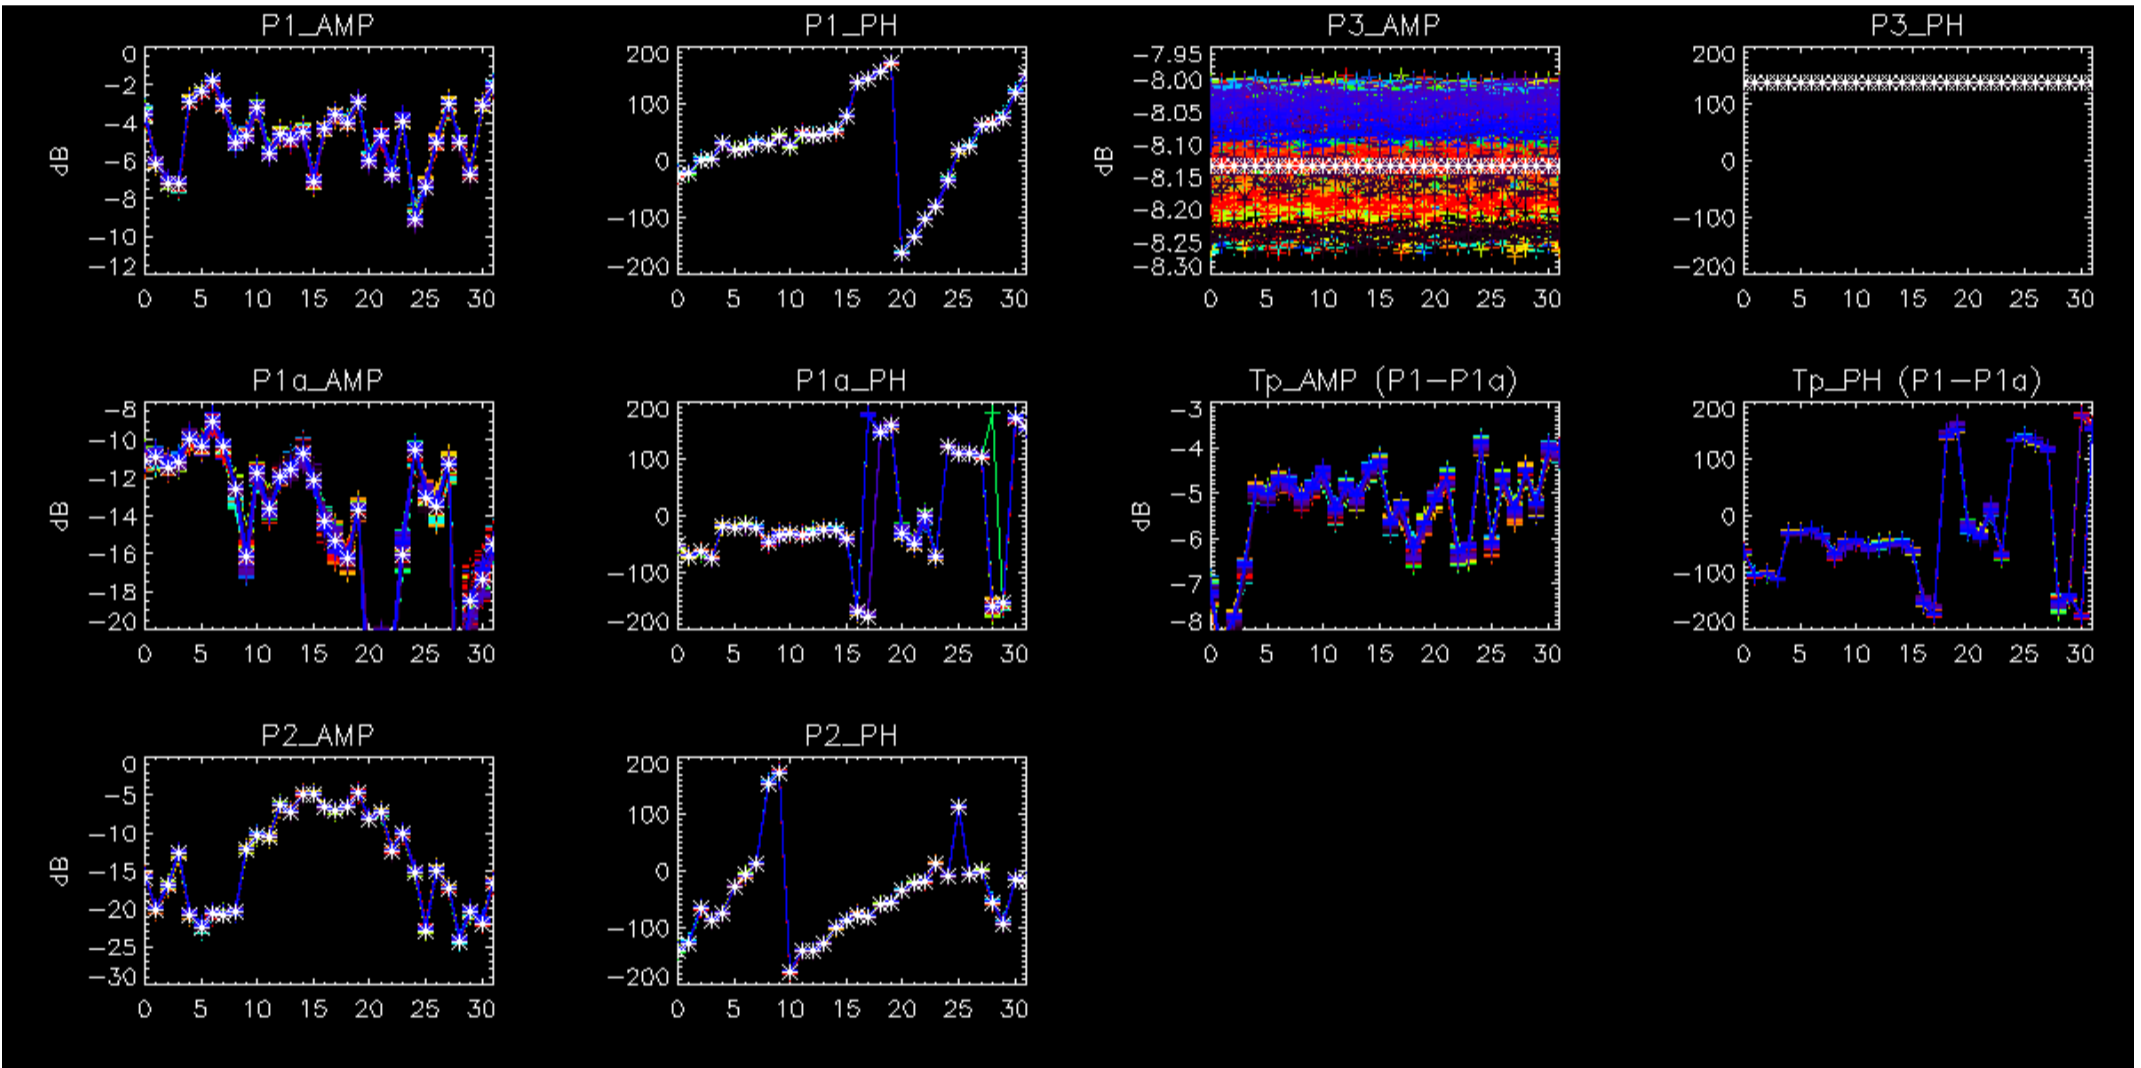 P1_AMP
P1_PH
P3_AMP
P3_PH
0
-2
-4
-6
-8
-10
-12
dB
0 5 10 15 20 25 30
200
100
0
-100
-200
0 5 10 15 20 25 30
-7.95
-8.00
-8.05
-8.10
-8.15
-8.20
-8.25
-8.30
dB
0 5 10 15 20 25 30
200
100
0
-100
-200
0 5 10 15 20 25 30
P1a_AMP
P1a_PH
Tp_AMP (P1-P1a)
Tp_PH (P1-P1a)
-8
-10
-12
-14
-16
-18
-20
dB
0 5 10 15 20 25 30
200
100
0
-100
-200
0 5 10 15 20 25 30
-3
-4
-5
-6
-7
-8
dB
0 5 10 15 20 25 30
200
100
0
-100
-200
0 5 10 15 20 25 30
P2_AMP
P2_PH
0
-5
-10
-15
-20
-25
-30
dB
0 5 10 15 20 25 30
200
100
0
-100
-200
0 5 10 15 20 25 30